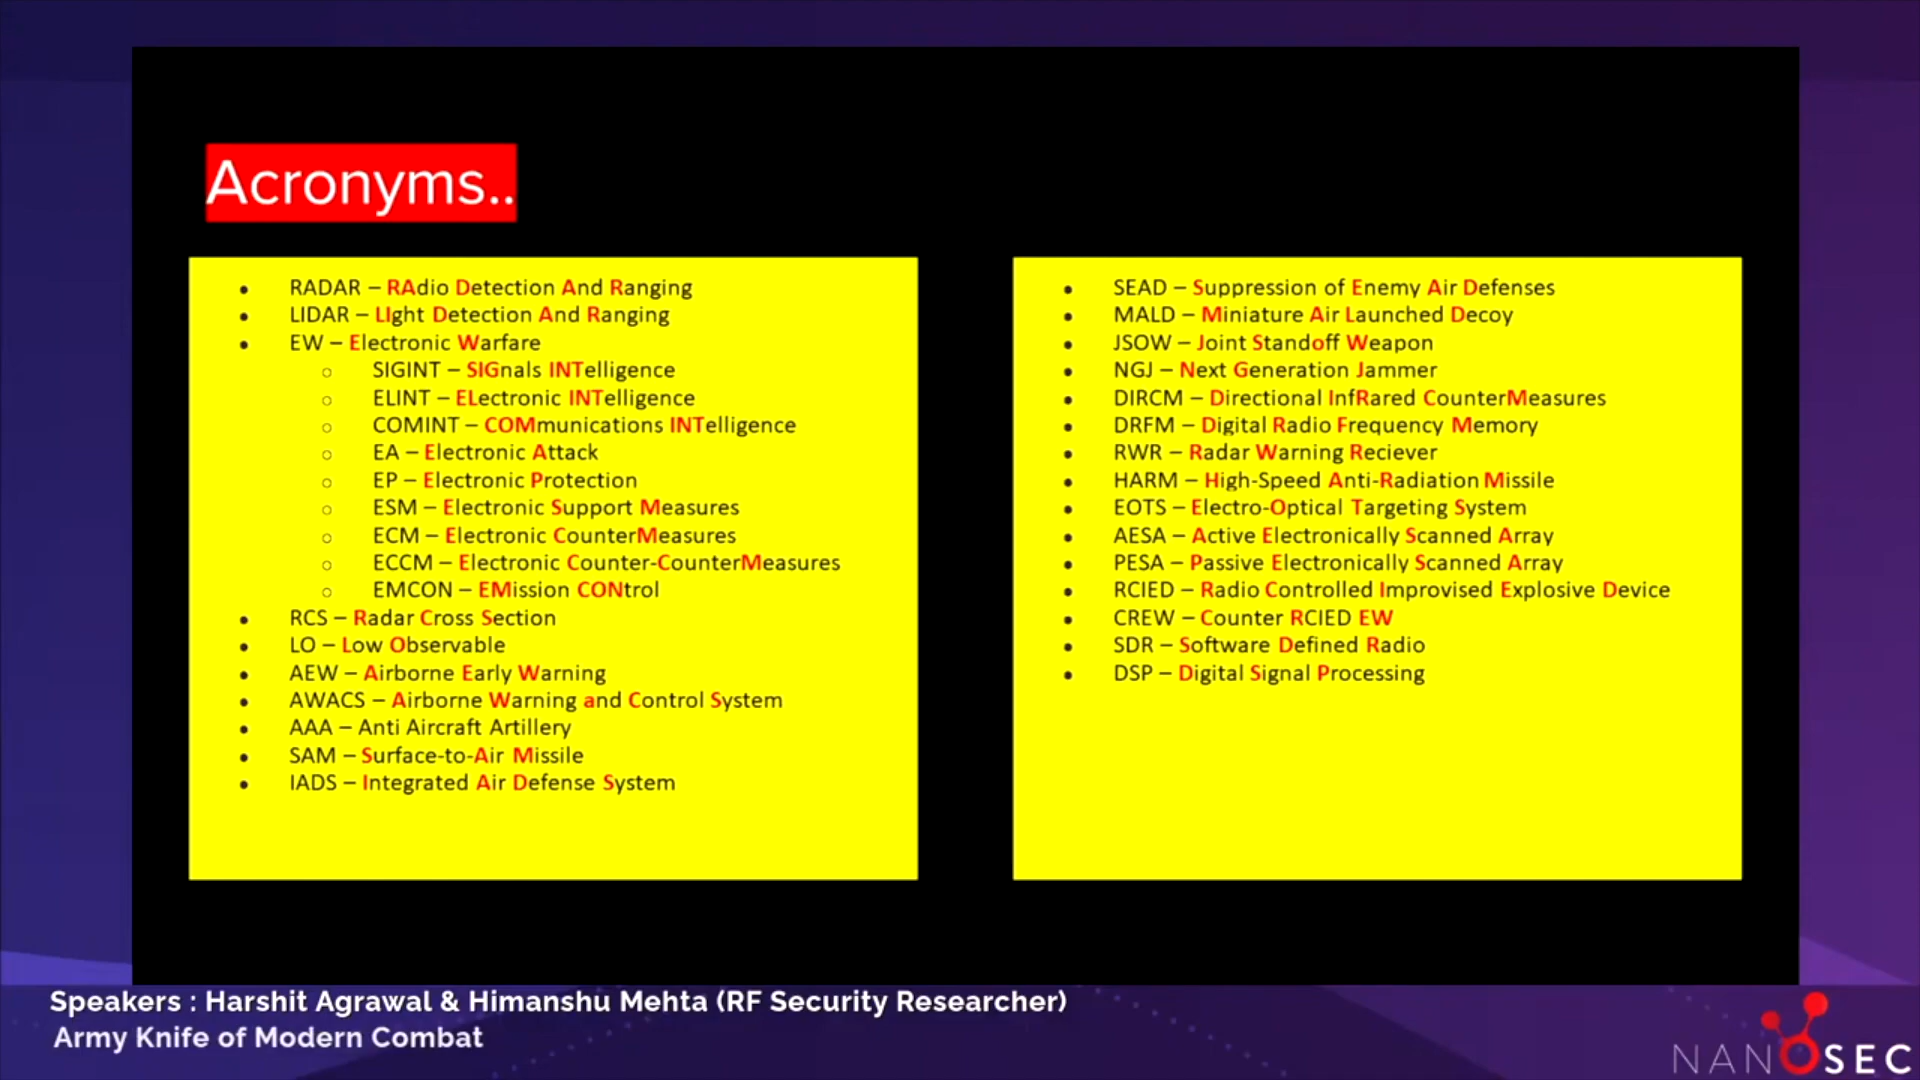 Acronyms..
• RADAR – RAdio Detection And Ranging
• LIDAR – LIght Detection And Ranging
• EW – Electronic Warfare
○ SIGINT – SIGnals INTelligence
○ ELINT – ELectronic INTelligence
○ COMINT – COMmunications INTelligence
○ EA – Electronic Attack
○ EP – Electronic Protection
○ ESM – Electronic Support Measures
○ ECM – Electronic CounterMeasures
○ ECCM – Electronic Counter-CounterMeasures
○ EMCON – EMission CONtrol
• RCS – Radar Cross Section
• LO – Low Observable
• AEW – Airborne Early Warning
• AWACS – Airborne Warning and Control System
• AAA – Anti Aircraft Artillery
• SAM – Surface-to-Air Missile
• IADS – Integrated Air Defense System
• SEAD – Suppression of Enemy Air Defenses
• MALD – Miniature Air Launched Decoy
• JSOW – Joint Standoff Weapon
• NGJ – Next Generation Jammer
• DIRCM – Directional InfRared CounterMeasures
• DRFM – Digital Radio Frequency Memory
• RWR – Radar Warning Reciever
• HARM – High-Speed Anti-Radiation Missile
• EOTS – Electro-Optical Targeting System
• AESA – Active Electronically Scanned Array
• PESA – Passive Electronically Scanned Array
• RCIED – Radio Controlled Improvised Explosive Device
• CREW – Counter RCIED EW
• SDR – Software Defined Radio
• DSP – Digital Signal Processing
Speakers : Harshit Agrawal & Himanshu Mehta (RF Security Researcher)
Army Knife of Modern Combat
NANOSEC